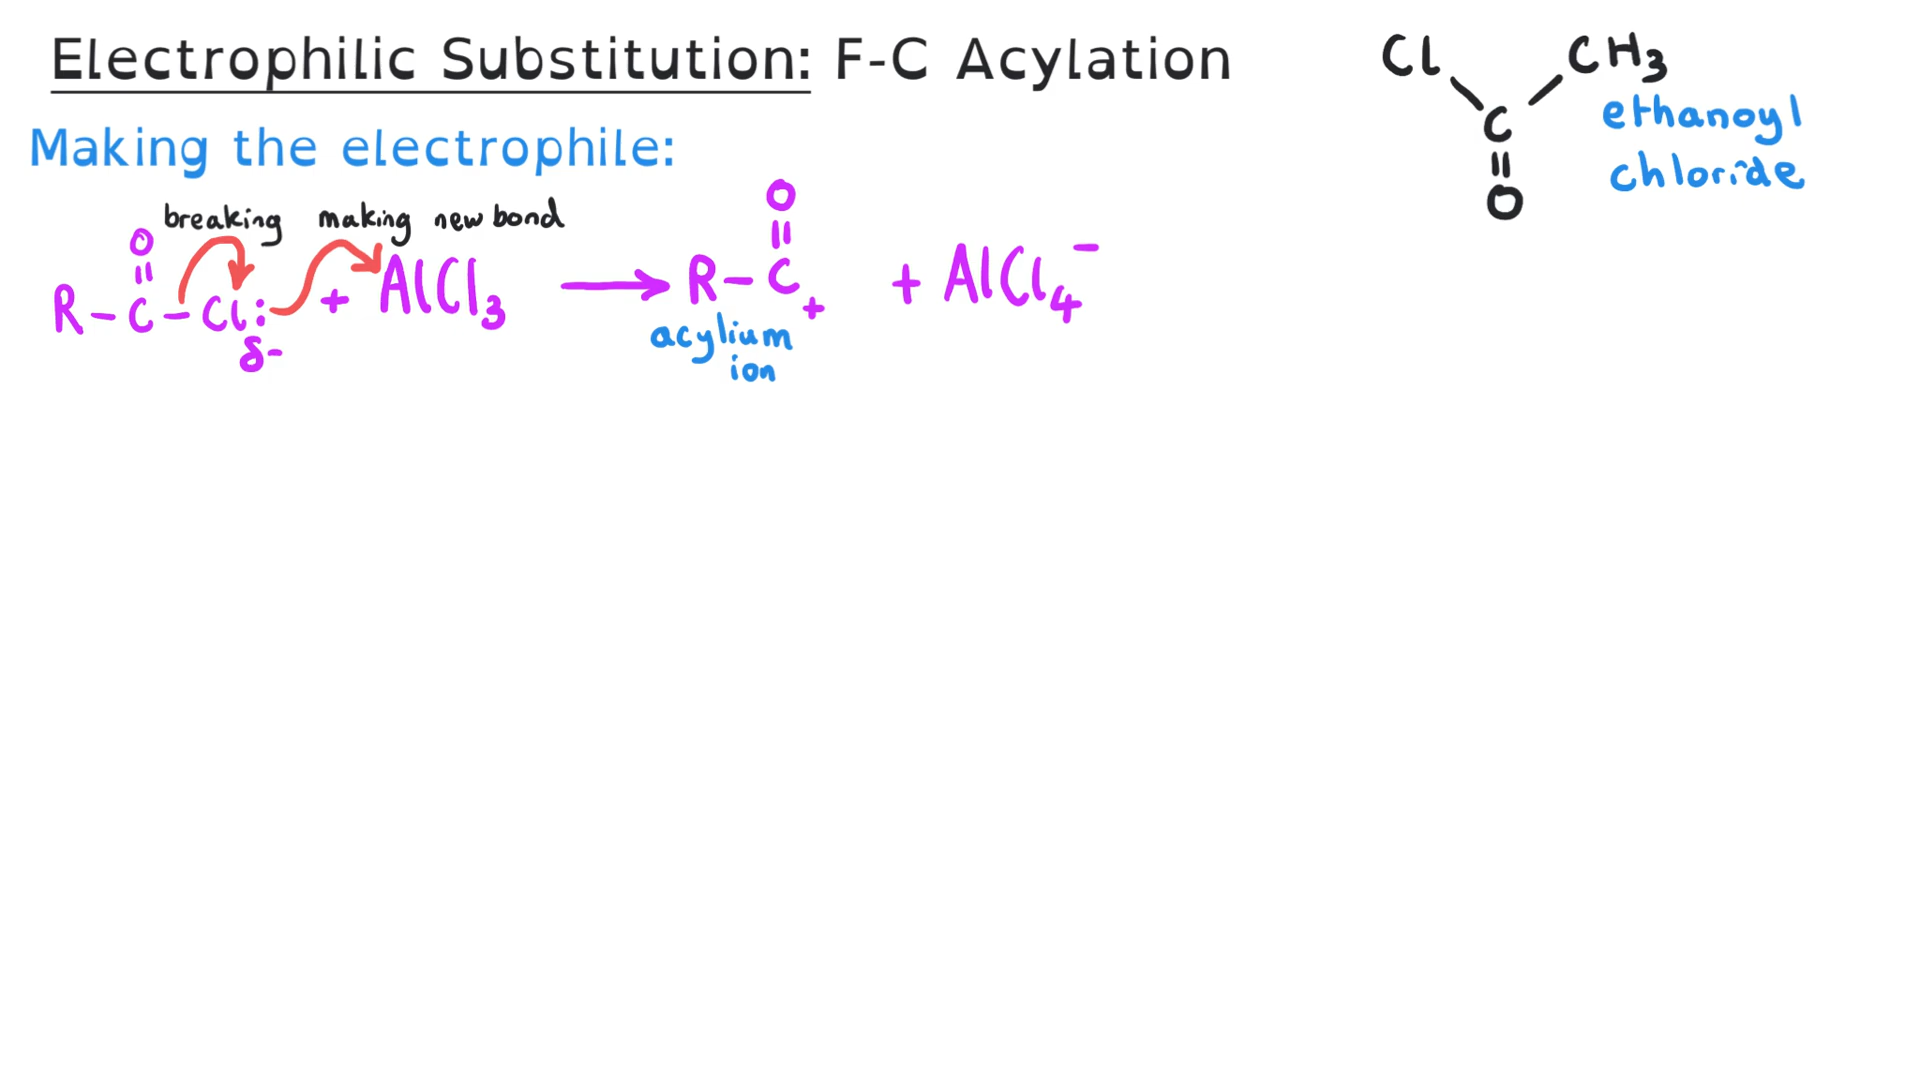 Electrophilic Substitution: F-C Acylation
Cl CH₃
C
ethanoyl
chloride
||
O
Making the electrophile:
breaking making new bond
O O
|| ||
R-C-Cl: + AlCl₃ → R-C+ + AlCl₄⁻
δ-
acylium
ion